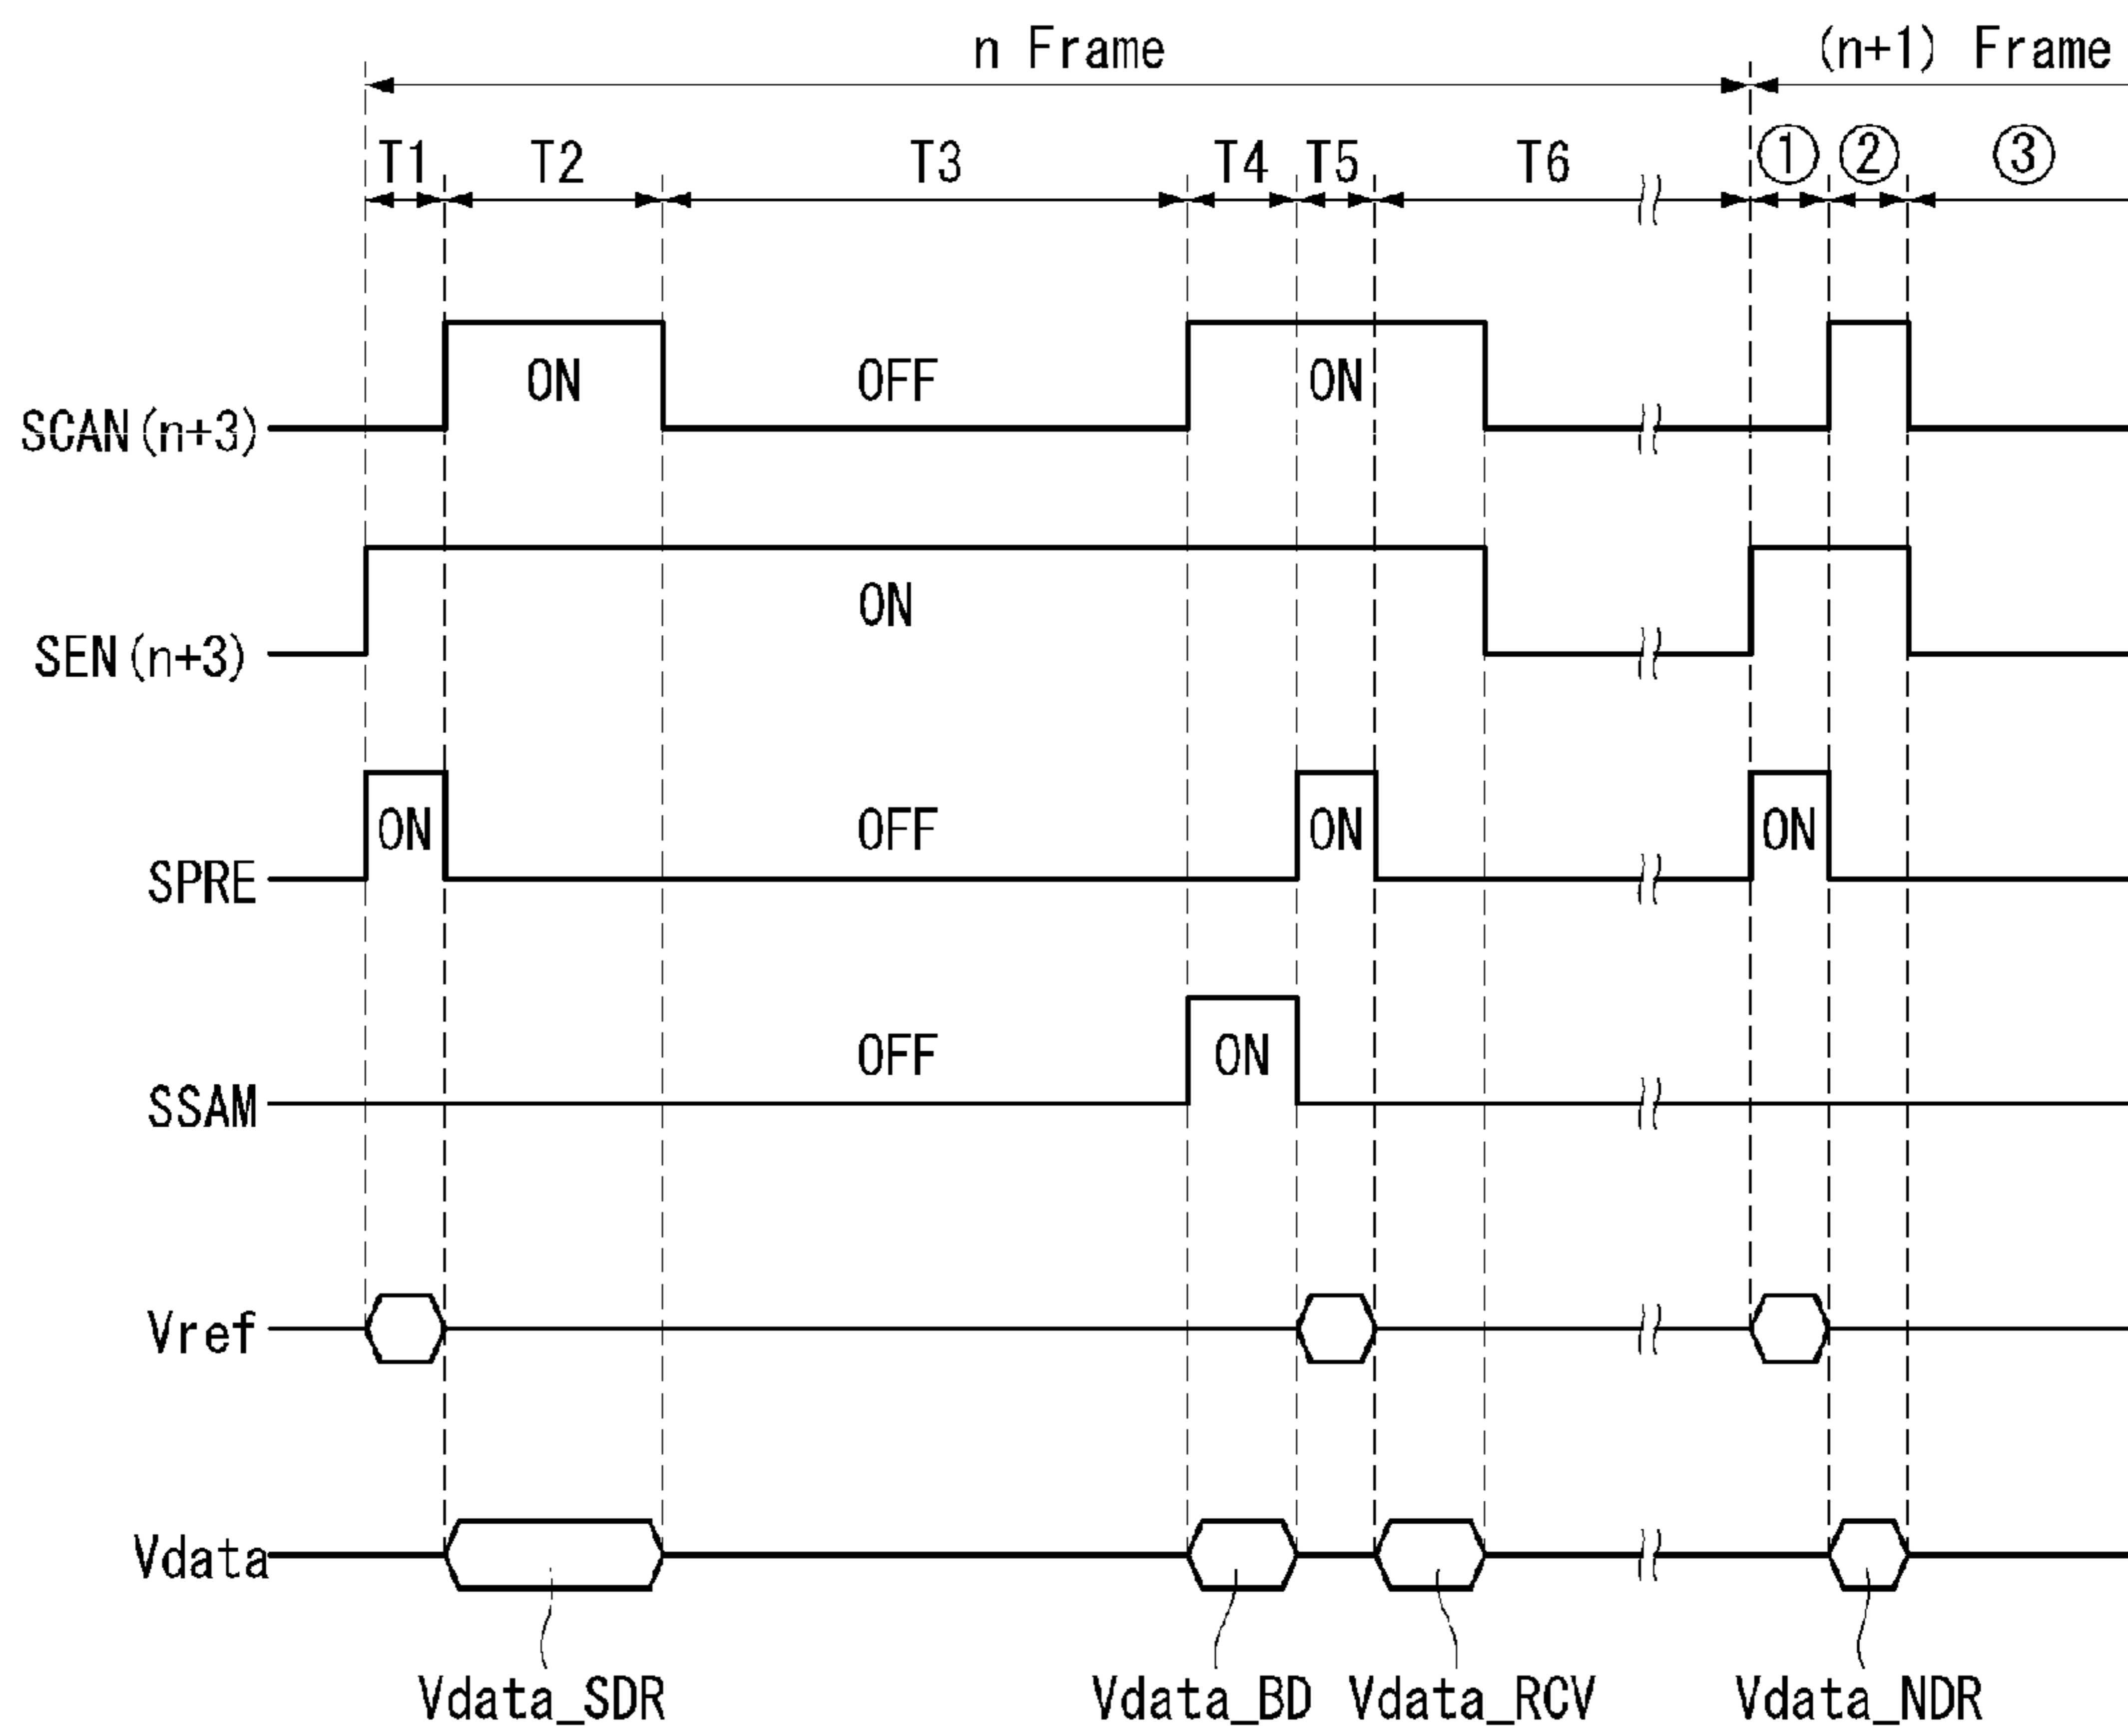 n Frame (n+1) Frame
T1 T2 T3 T4 T5 T6 ① ② ③
ON OFF ON
SCAN(n+3)
ON
SEN(n+3)
ON OFF ON ON
SPRE
OFF ON
SSAM
Vref
Vdata
Vdata_SDR Vdata_BD Vdata_RCV Vdata_NDR